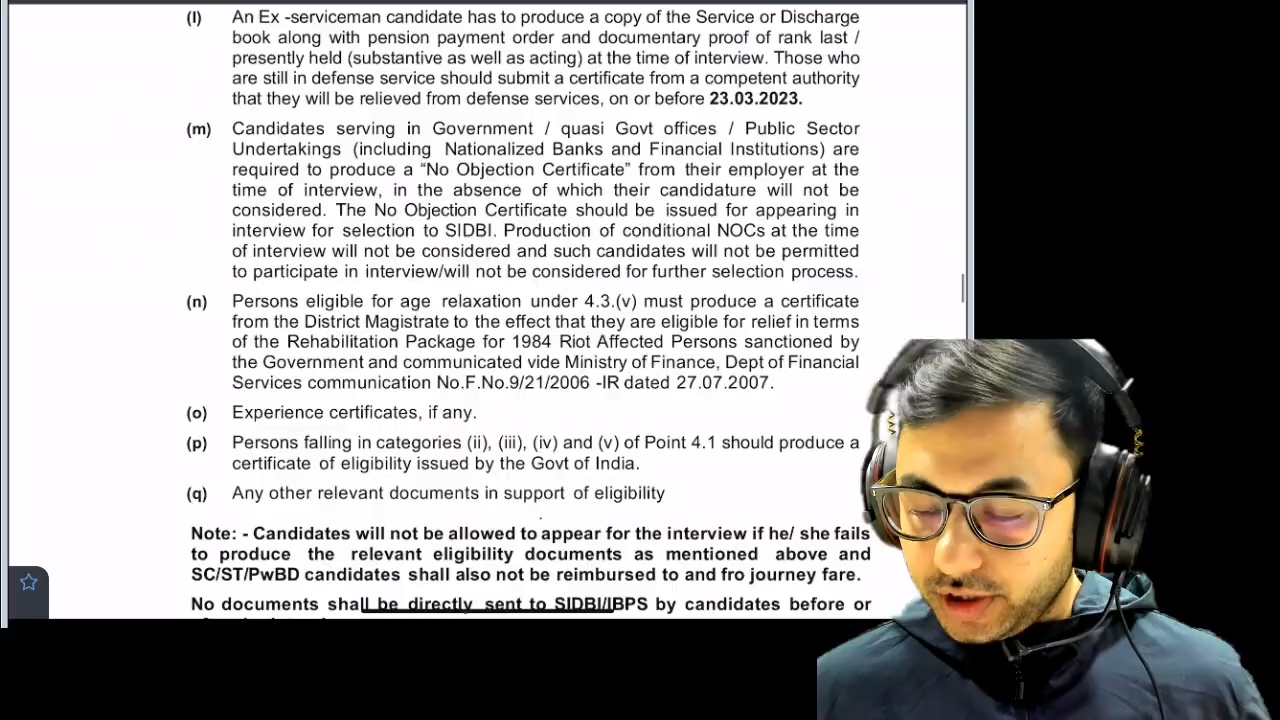 (l) An Ex -serviceman candidate has to produce a copy of the Service or Discharge
book along with pension payment order and documentary proof of rank last /
presently held (substantive as well as acting) at the time of interview. Those who
are still in defense service should submit a certificate from a competent authority
that they will be relieved from defense services, on or before 23.03.2023.
(m) Candidates serving in Government / quasi Govt offices / Public Sector
Undertakings (including Nationalized Banks and Financial Institutions) are
required to produce a “No Objection Certificate” from their employer at the
time of interview, in the absence of which their candidature will not be
considered. The No Objection Certificate should be issued for appearing in
interview for selection to SIDBI. Production of conditional NOCs at the time
of interview will not be considered and such candidates will not be permitted
to participate in interview/will not be considered for further selection process.
(n) Persons eligible for age relaxation under 4.3.(v) must produce a certificate
from the District Magistrate to the effect that they are eligible for relief in terms
of the Rehabilitation Package for 1984 Riot Affected Persons sanctioned by
the Government and communicated vide Ministry of Finance, Dept of Financial
Services communication No.F.No.9/21/2006 -IR dated 27.07.2007.
(o) Experience certificates, if any.
(p) Persons falling in categories (ii), (iii), (iv) and (v) of Point 4.1 should produce a
certificate of eligibility issued by the Govt of India.
(q) Any other relevant documents in support of eligibility
Note: - Candidates will not be allowed to appear for the interview if he/ she fails
to produce the relevant eligibility documents as mentioned above and
SC/ST/PwBD candidates shall also not be reimbursed to and fro journey fare.
No documents shall be directly sent to SIDBI/IBPS by candidates before or